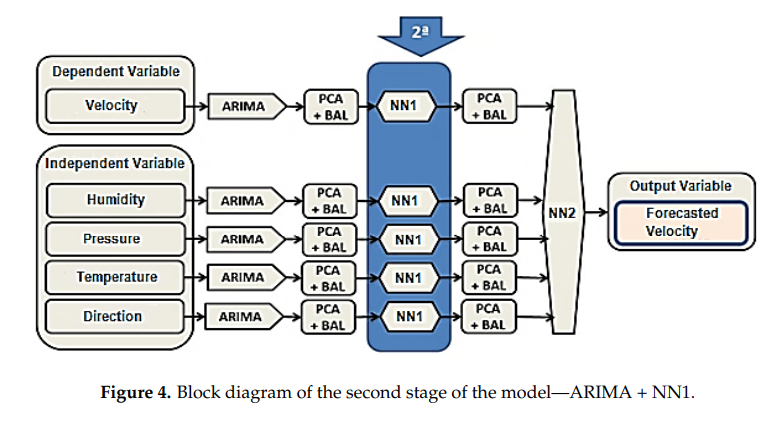 2ª
Dependent Variable
Velocity
ARIMA
PCA
+ BAL
NN1
PCA
+ BAL
Independent Variable
Humidity
ARIMA
PCA
+ BAL
NN1
PCA
+ BAL
Pressure
ARIMA
PCA
+ BAL
NN1
PCA
+ BAL
Temperature
ARIMA
PCA
+ BAL
NN1
PCA
+ BAL
Direction
ARIMA
PCA
+ BAL
NN1
PCA
+ BAL
NN2
Output Variable
Forecasted
Velocity
Figure 4. Block diagram of the second stage of the model—ARIMA + NN1.